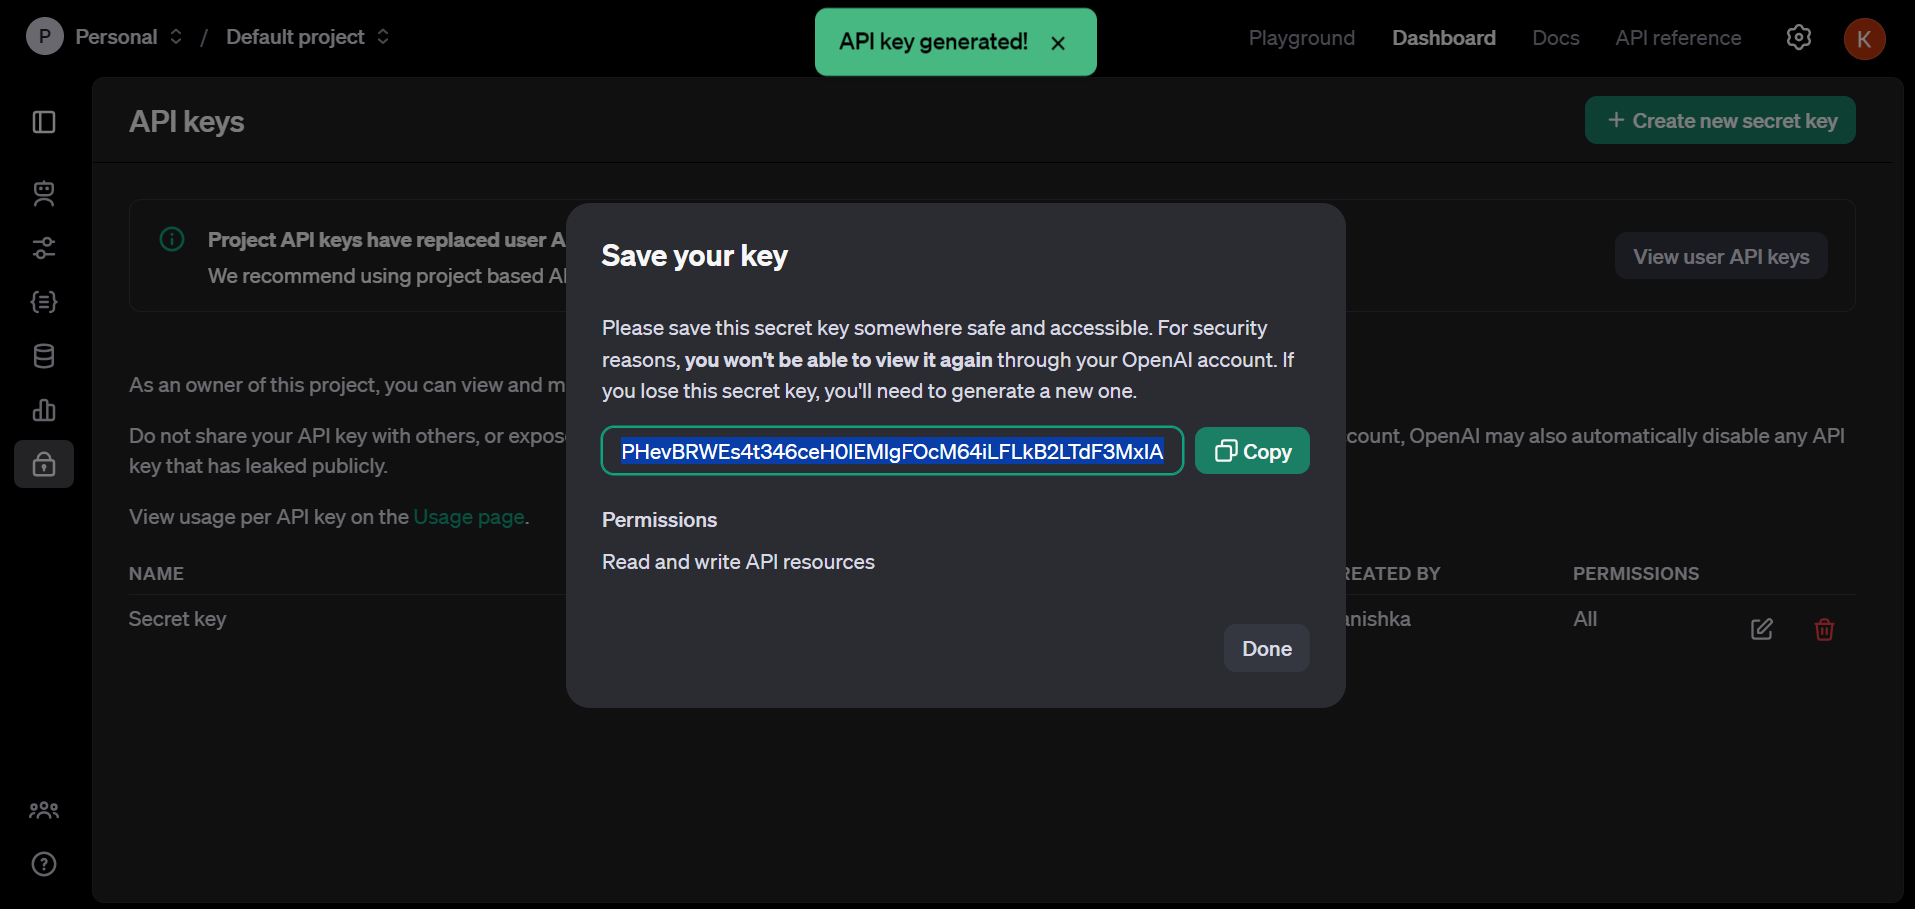 P Personal / Default project
API key generated!
Playground Dashboard Docs API reference
K
API keys
+ Create new secret key
Project API keys have replaced user A
We recommend using project based AI
View user API keys
Save your key
Please save this secret key somewhere safe and accessible. For security
reasons, you won't be able to view it again through your OpenAI account. If
you lose this secret key, you'll need to generate a new one.
Copy
Permissions
Read and write API resources
Done
As an owner of this project, you can view and m
Do not share your API key with others, or expos
count, OpenAI may also automatically disable any API
key that has leaked publicly.
View usage per API key on the Usage page.
NAME
REATED BY
PERMISSIONS
Secret key
anishka
All